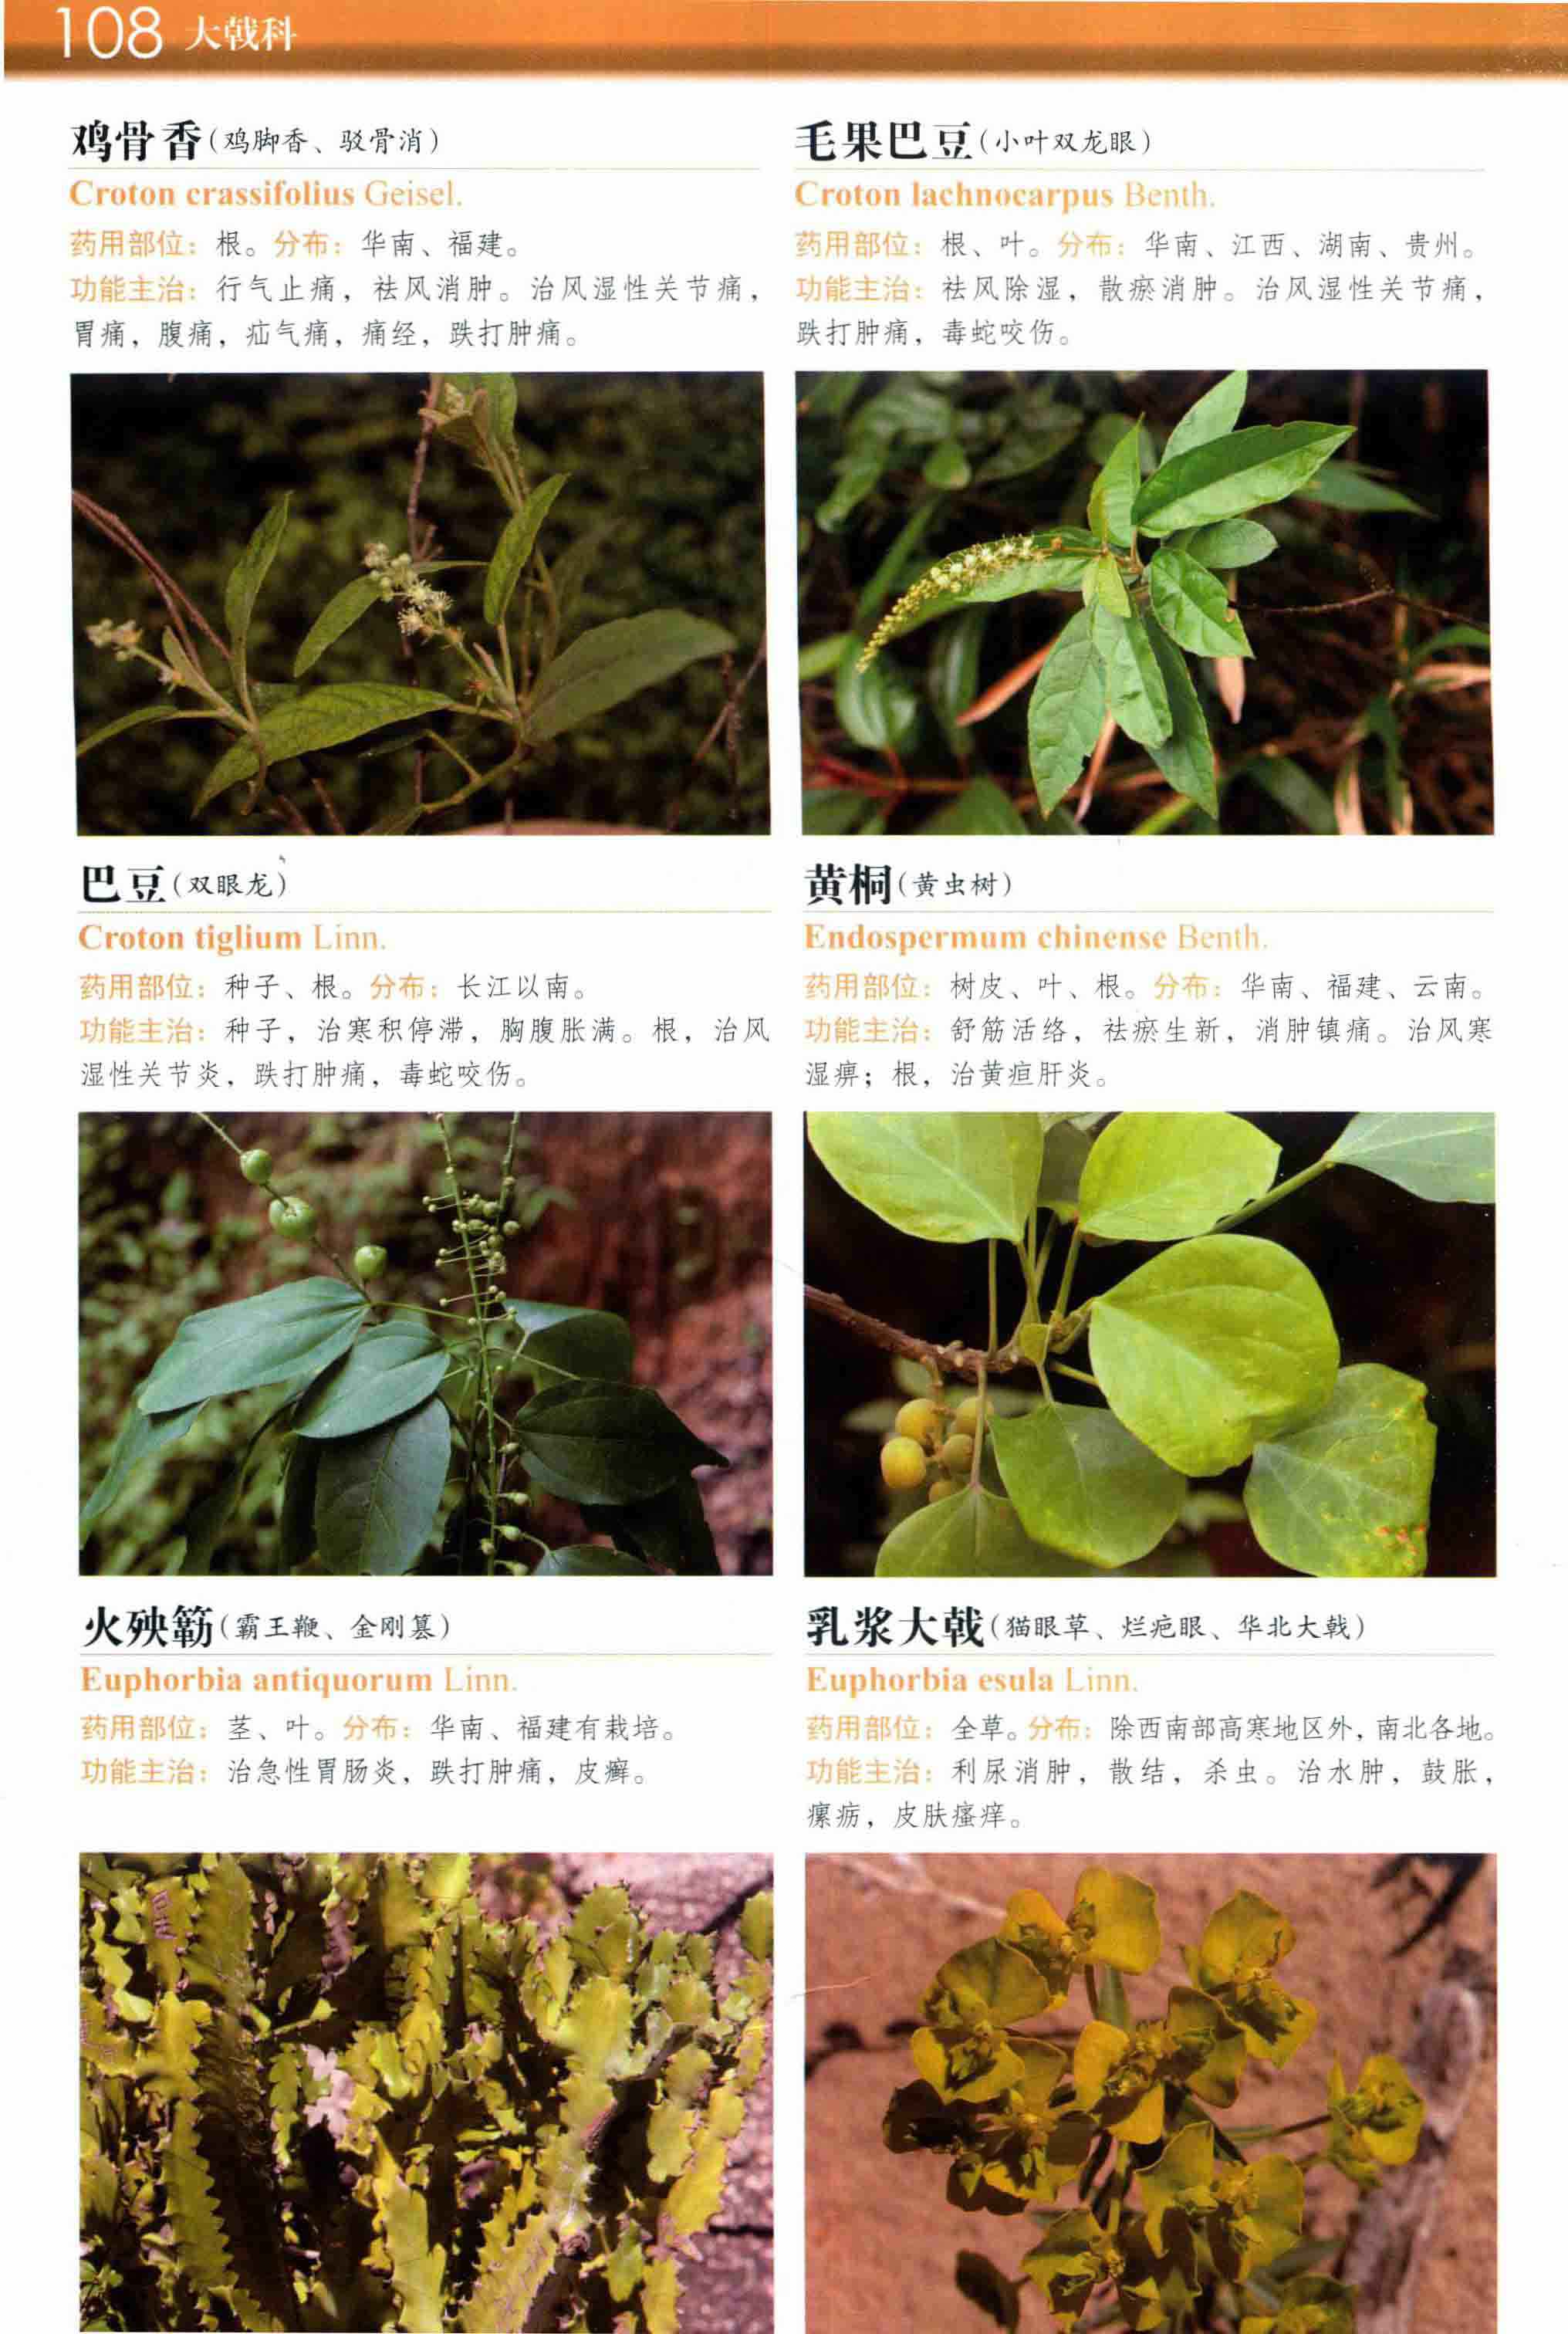 108 大戟科
鸡骨香(鸡脚香、驳骨消)
Croton crassifolius Geisel.
药用部位：根。分布：华南、福建。
功能主治：行气止痛，祛风消肿。治风湿性关节痛，
胃痛，腹痛，疝气痛，痛经，跌打肿痛。
毛果巴豆(小叶双龙眼)
Croton lachnocarpus Benth.
药用部位：根、叶。分布：华南、江西、湖南、贵州。
功能主治：祛风除湿，散瘀消肿。治风湿性关节痛，
跌打肿痛，毒蛇咬伤。
巴豆(双眼龙)
Croton tiglium Linn.
药用部位：种子、根。分布：长江以南。
功能主治：种子，治寒积停滞，胸腹胀满。根，治风
湿性关节炎，跌打肿痛，毒蛇咬伤。
黄桐(黄虫树)
Endospermum chinense Benth.
药用部位：树皮、叶、根。分布：华南、福建、云南。
功能主治：舒筋活络，祛瘀生新，消肿镇痛。治风寒
湿痹；根，治黄疸肝炎。
火殃簕(霸王鞭、金刚篡)
Euphorbia antiquorum Linn.
药用部位：茎、叶。分布：华南、福建有栽培。
功能主治：治急性胃肠炎，跌打肿痛，皮癣。
乳浆大戟(猫眼草、烂疤眼、华北大戟)
Euphorbia esula Linn.
药用部位：全草。分布：除西南部高寒地区外，南北各地。
功能主治：利尿消肿，散结，杀虫。治水肿，鼓胀，
瘰疬，皮肤瘙痒。